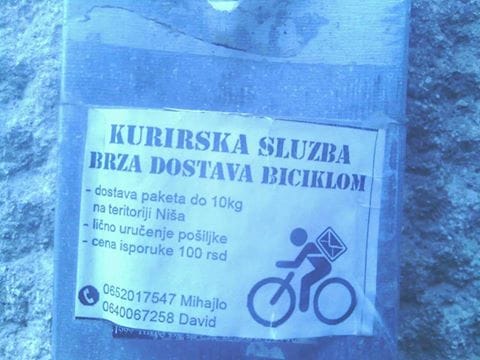 KURIRSKA SLUZBA
BRZA DOSTAVA BICIKLOM
- dostava paketa do 10kg
na teritoriji Niša
- lično uručenje pošiljke
- cena isporuke 100 rsd
0652017547 Mihajlo
0640067258 David